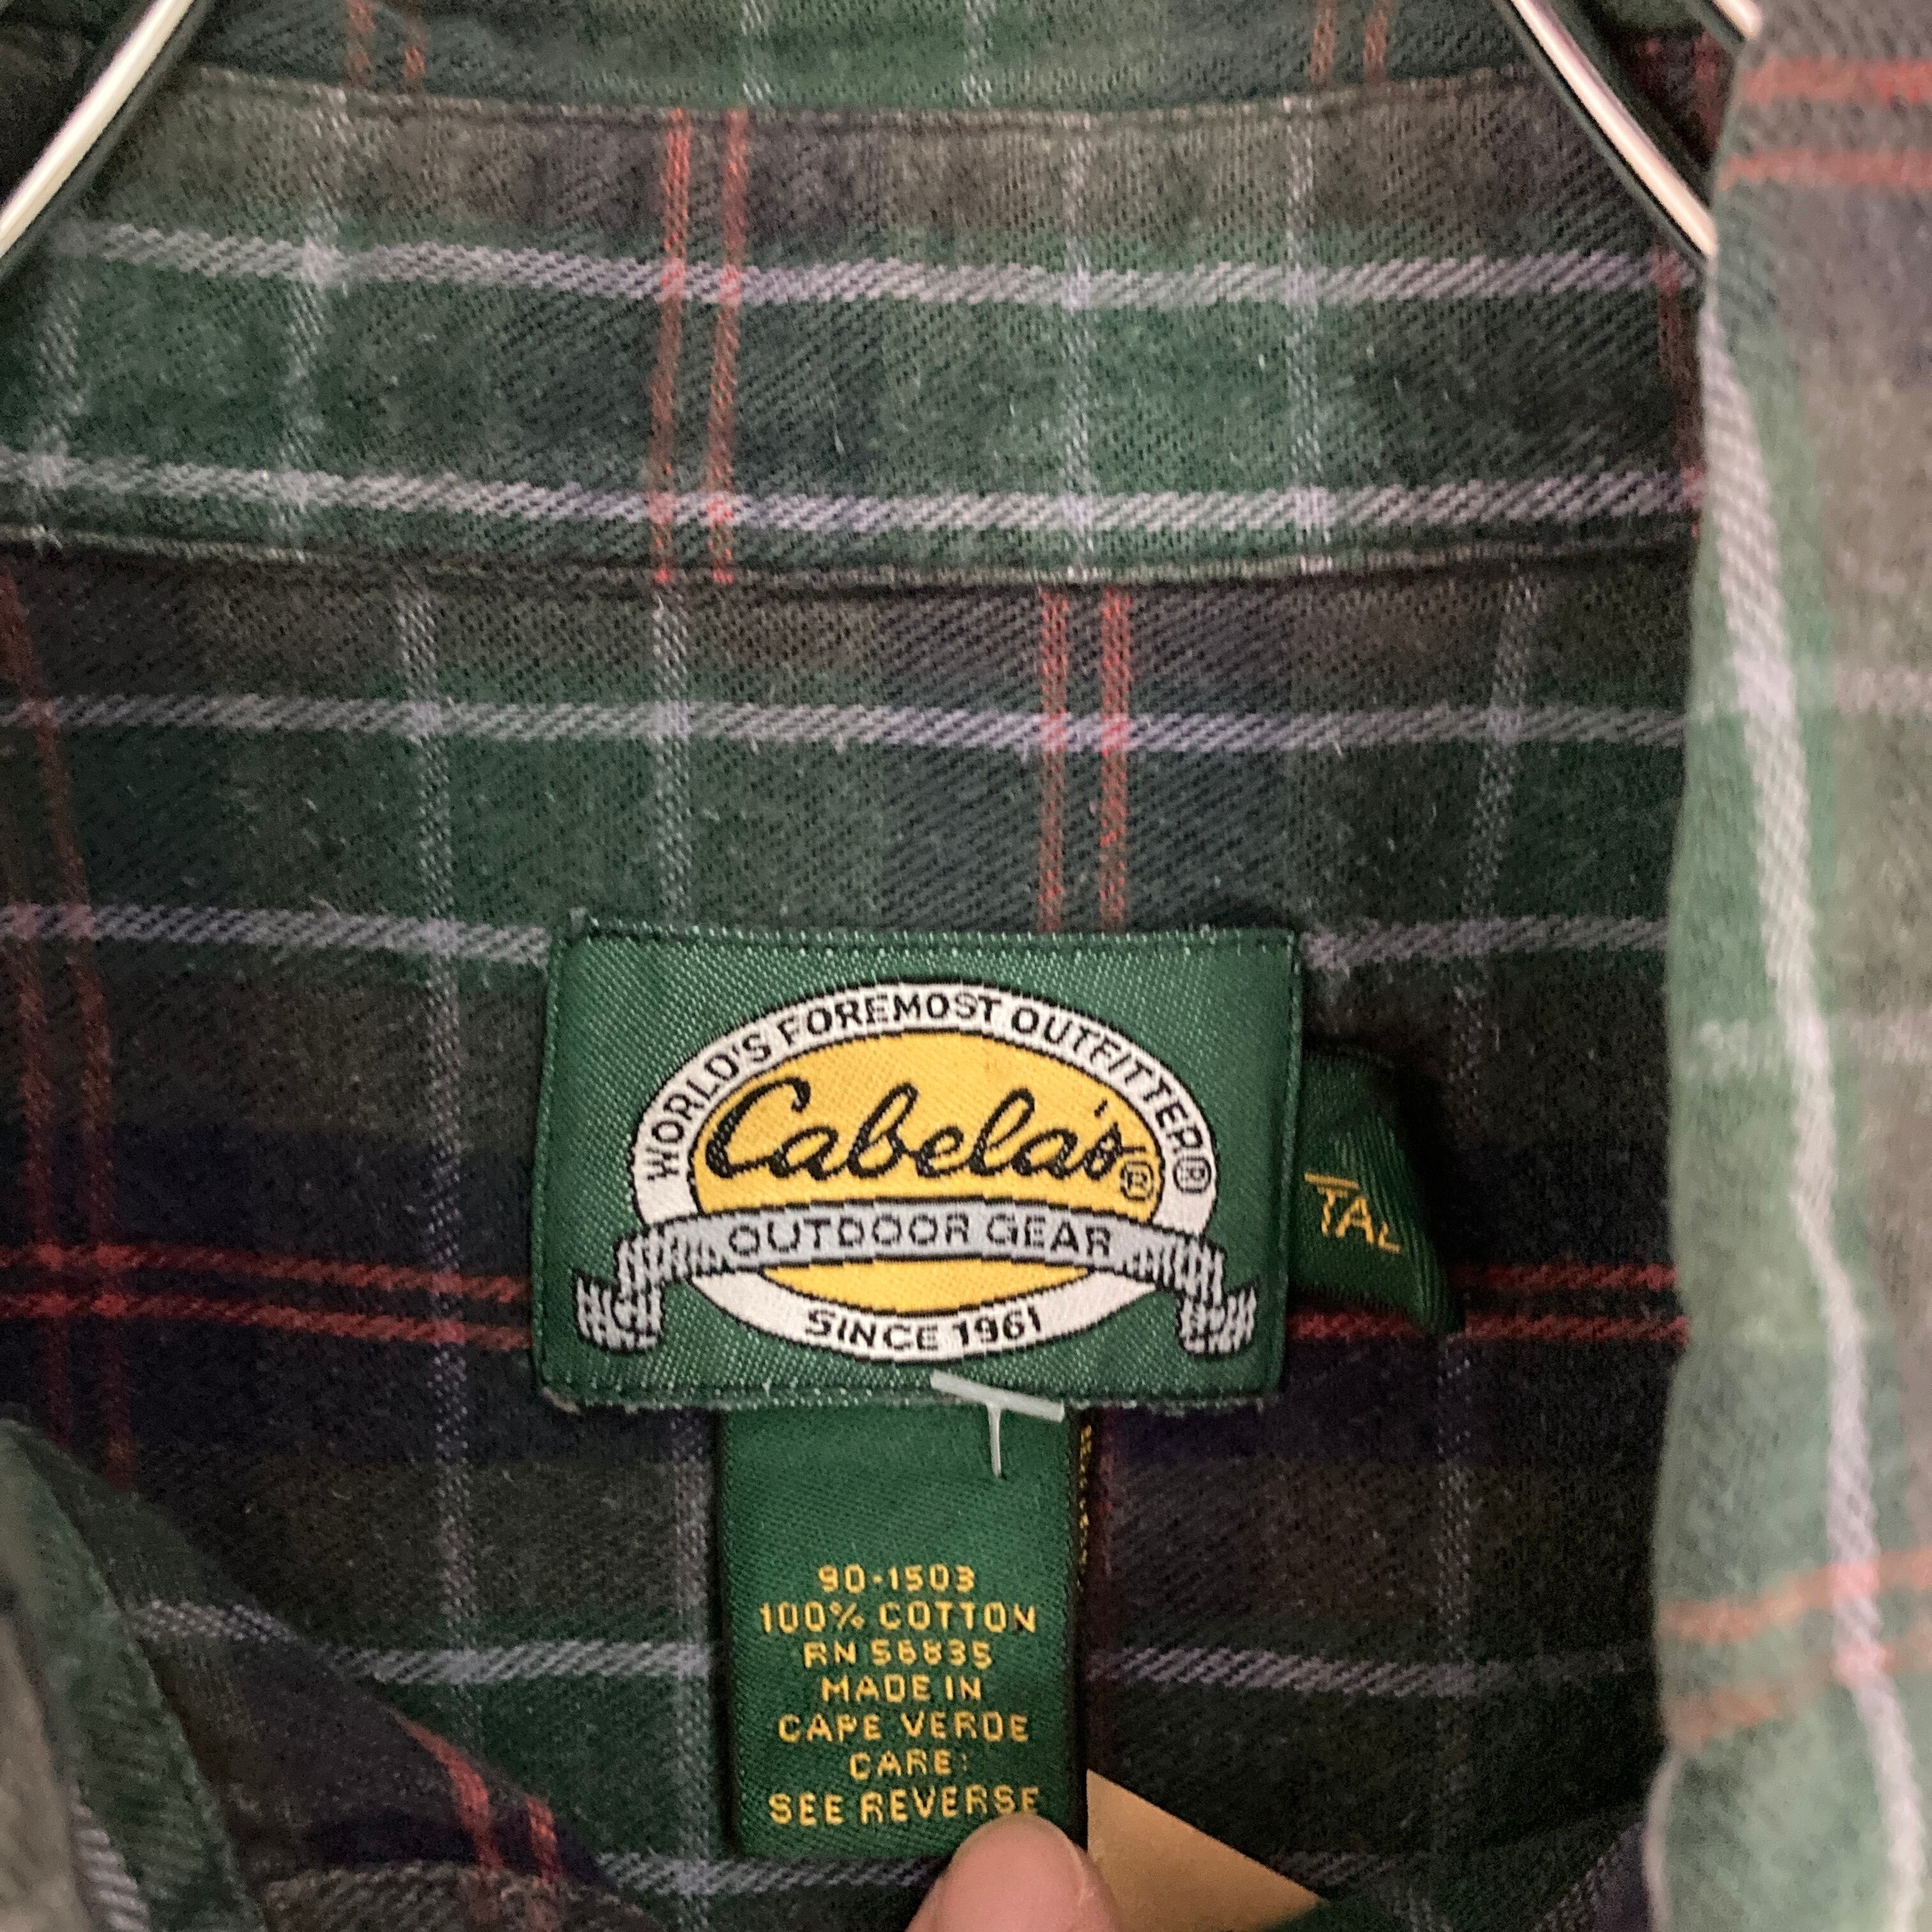 WORLD'S FOREMOST OUTFITTER®
Cabela's®
OUTDOOR GEAR
SINCE 1961
TAL
90-1503
100% COTTON
RN 56835
MADE IN
CAPE VERDE
CARE:
SEE REVERSE